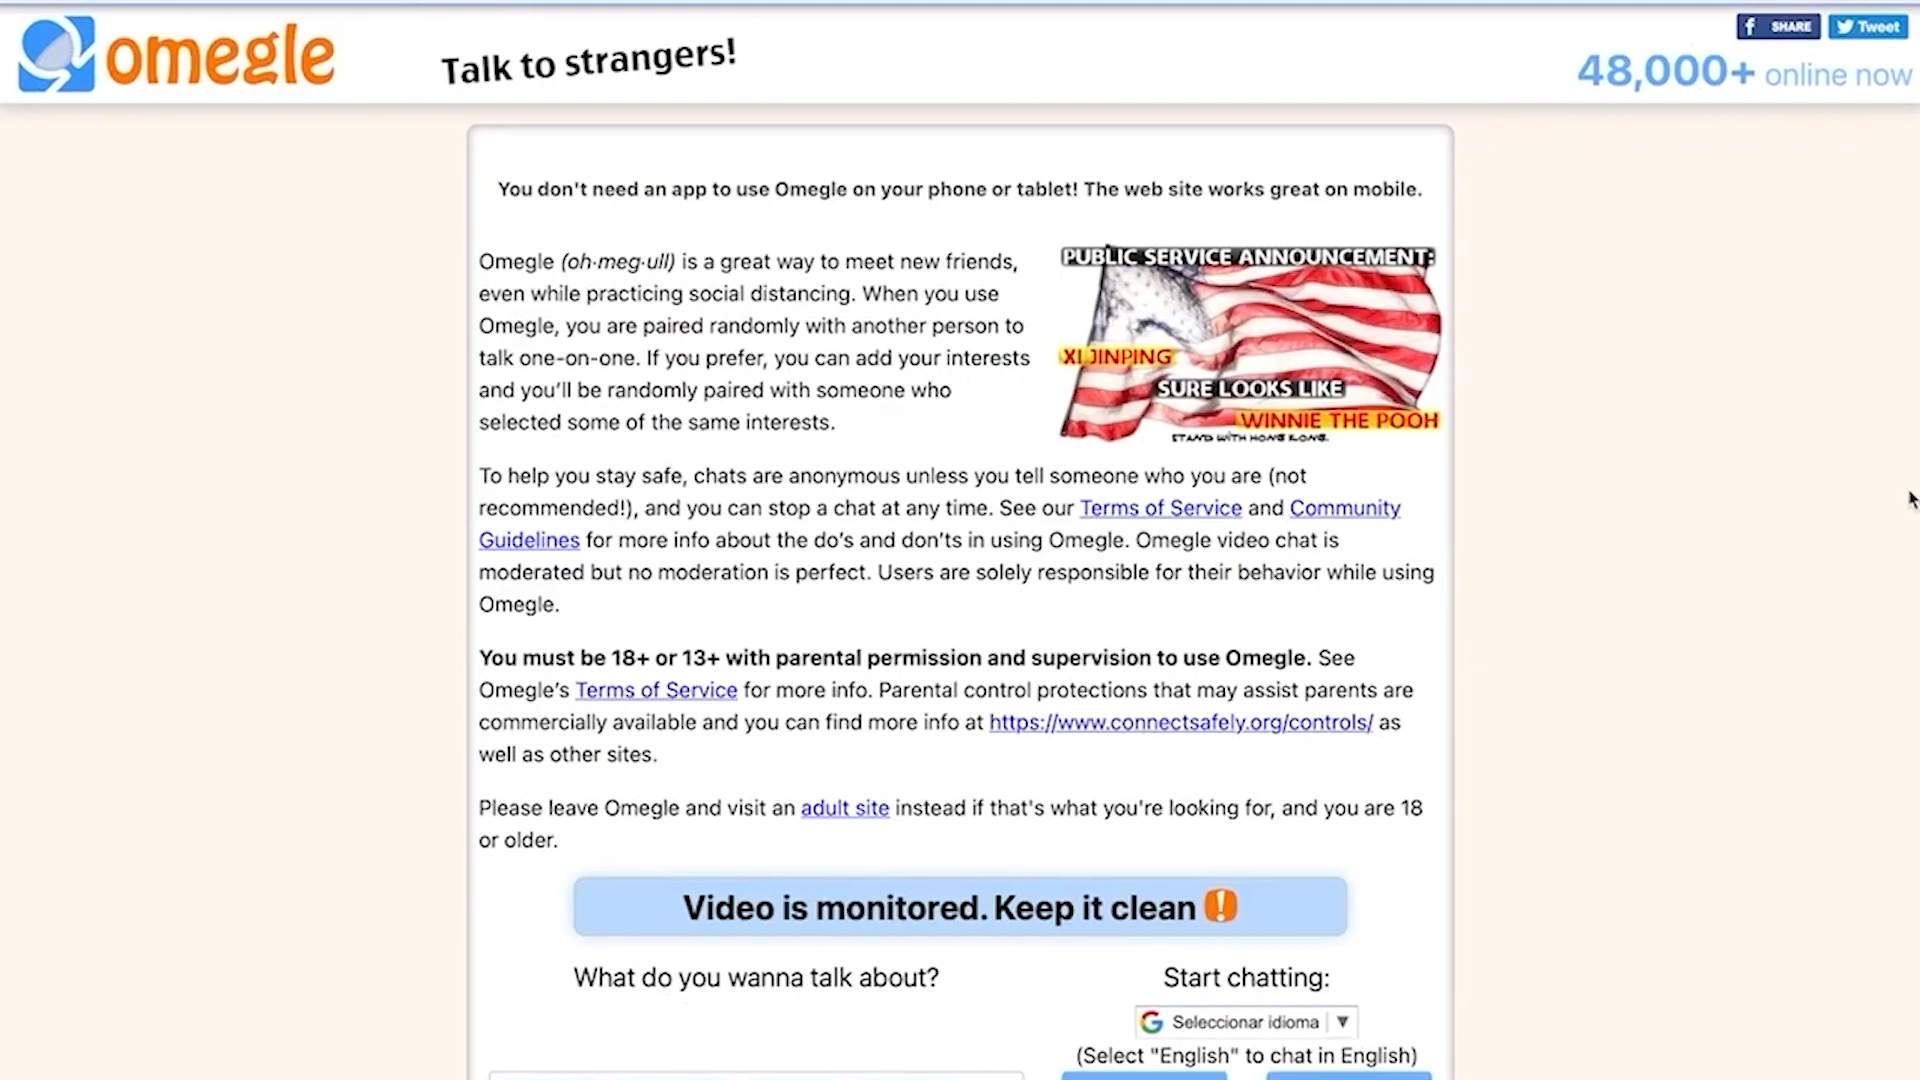 omegle
Talk to strangers!
SHARE
Tweet
48,000+ online now
You don't need an app to use Omegle on your phone or tablet! The web site works great on mobile.
Omegle (oh·meg·ull) is a great way to meet new friends,
even while practicing social distancing. When you use
Omegle, you are paired randomly with another person to
talk one-on-one. If you prefer, you can add your interests
and you’ll be randomly paired with someone who
selected some of the same interests.
PUBLIC SERVICE ANNOUNCEMENT:
XI JINPING
SURE LOOKS LIKE
WINNIE THE POOH
STAND WITH HONG KONG.
To help you stay safe, chats are anonymous unless you tell someone who you are (not
recommended!), and you can stop a chat at any time. See our Terms of Service and Community
Guidelines for more info about the do’s and don’ts in using Omegle. Omegle video chat is
moderated but no moderation is perfect. Users are solely responsible for their behavior while using
Omegle.
You must be 18+ or 13+ with parental permission and supervision to use Omegle. See
Omegle’s Terms of Service for more info. Parental control protections that may assist parents are
commercially available and you can find more info at https://www.connectsafely.org/controls/ as
well as other sites.
Please leave Omegle and visit an adult site instead if that's what you're looking for, and you are 18
or older.
Video is monitored. Keep it clean
What do you wanna talk about?
Start chatting:
Seleccionar idioma
(Select "English" to chat in English)